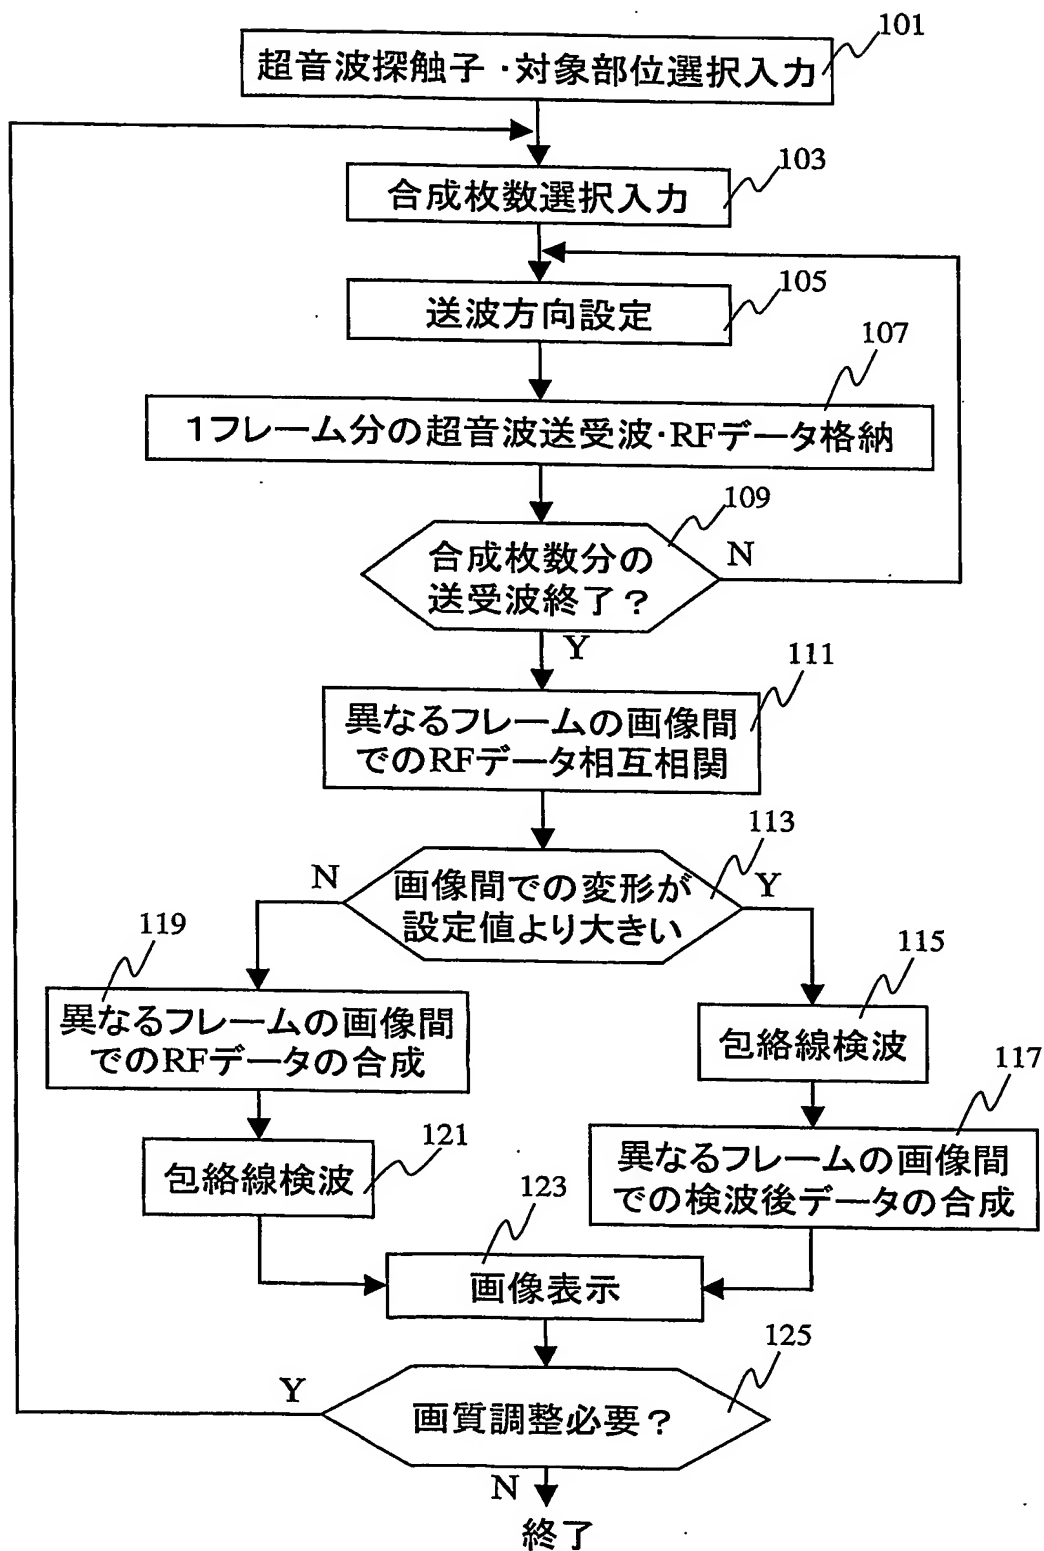 101
超音波探触子・対象部位選択入力
103
合成枚数選択入力
105
送波方向設定
107
1フレーム分の超音波送受波・RFデータ格納
109
合成枚数分の
送受波終了？
N
Y
111
異なるフレームの画像間
でのRFデータ相互相関
113
画像間での変形が
設定値より大きい
N
Y
119
異なるフレームの画像間
でのRFデータの合成
115
包絡線検波
117
異なるフレームの画像間
での検波後データの合成
121
包絡線検波
123
画像表示
125
画質調整必要？
Y
N
終了